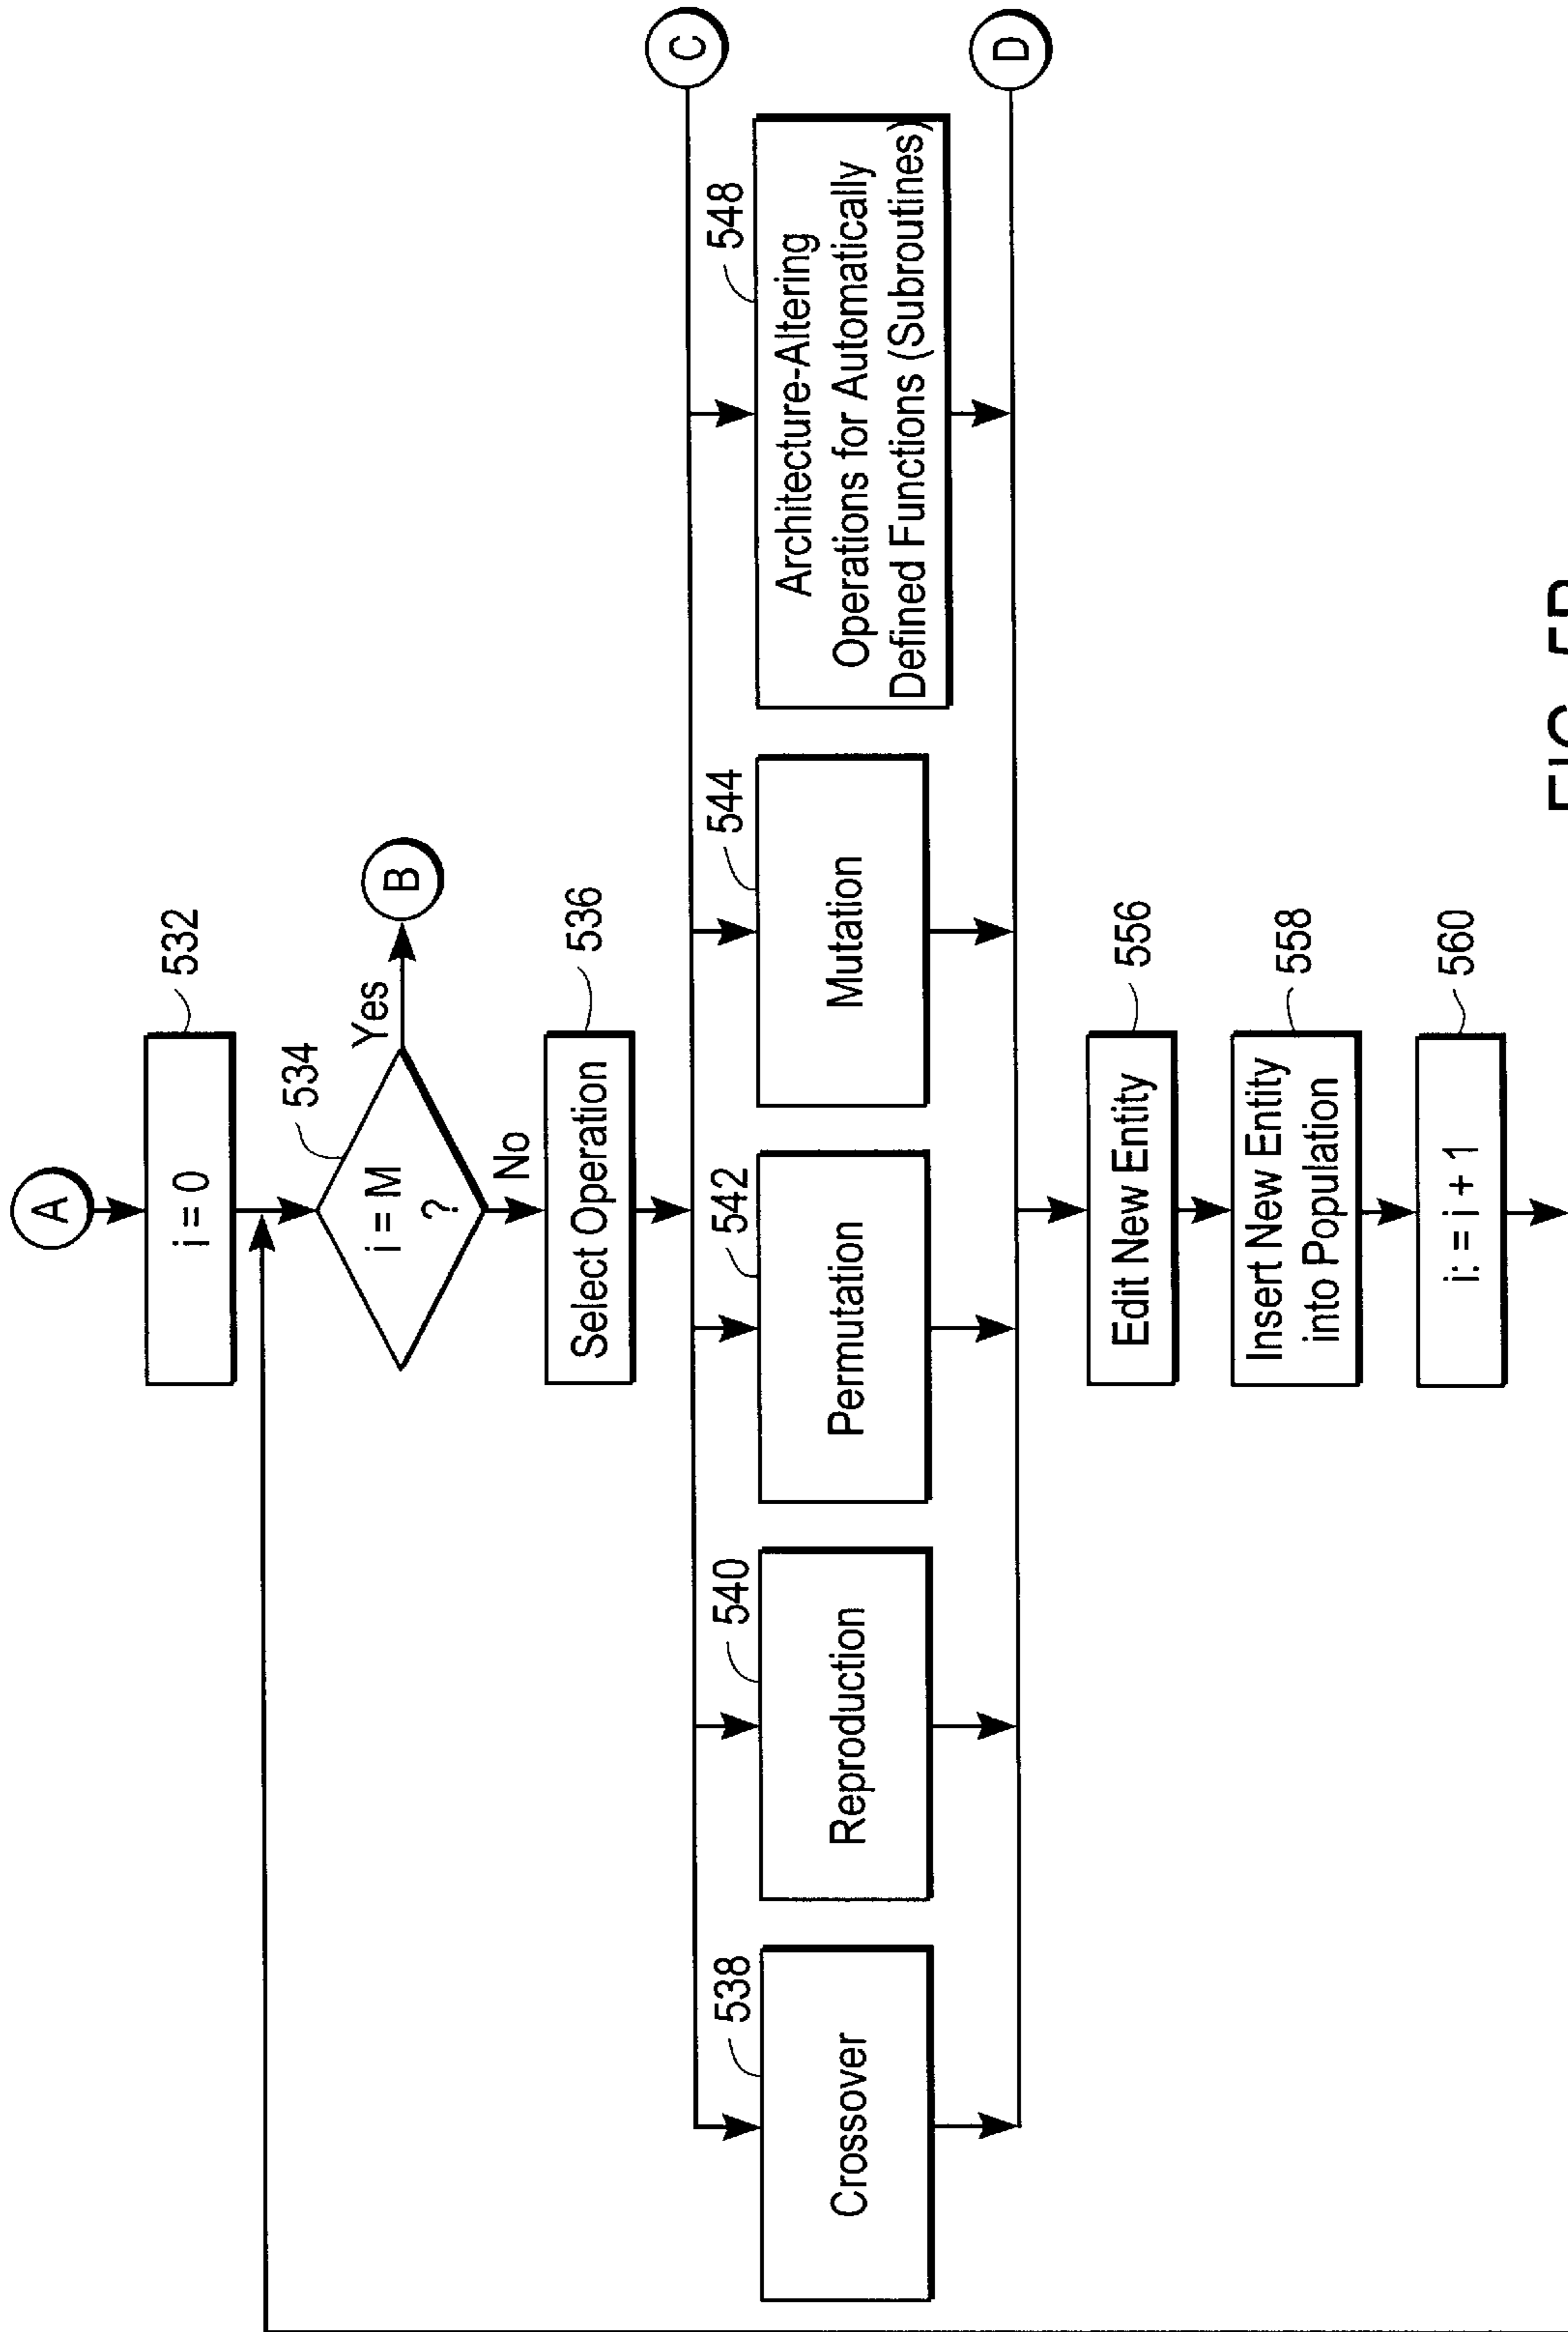 A
i = 0
532
i = M
?
534
Yes
B
No
Select Operation
536
C
Crossover
538
Reproduction
540
Permutation
542
Mutation
544
Architecture-Altering
Operations for Automatically
Defined Functions (Subroutines)
548
D
Edit New Entity
556
Insert New Entity
into Population
558
i: = i + 1
560